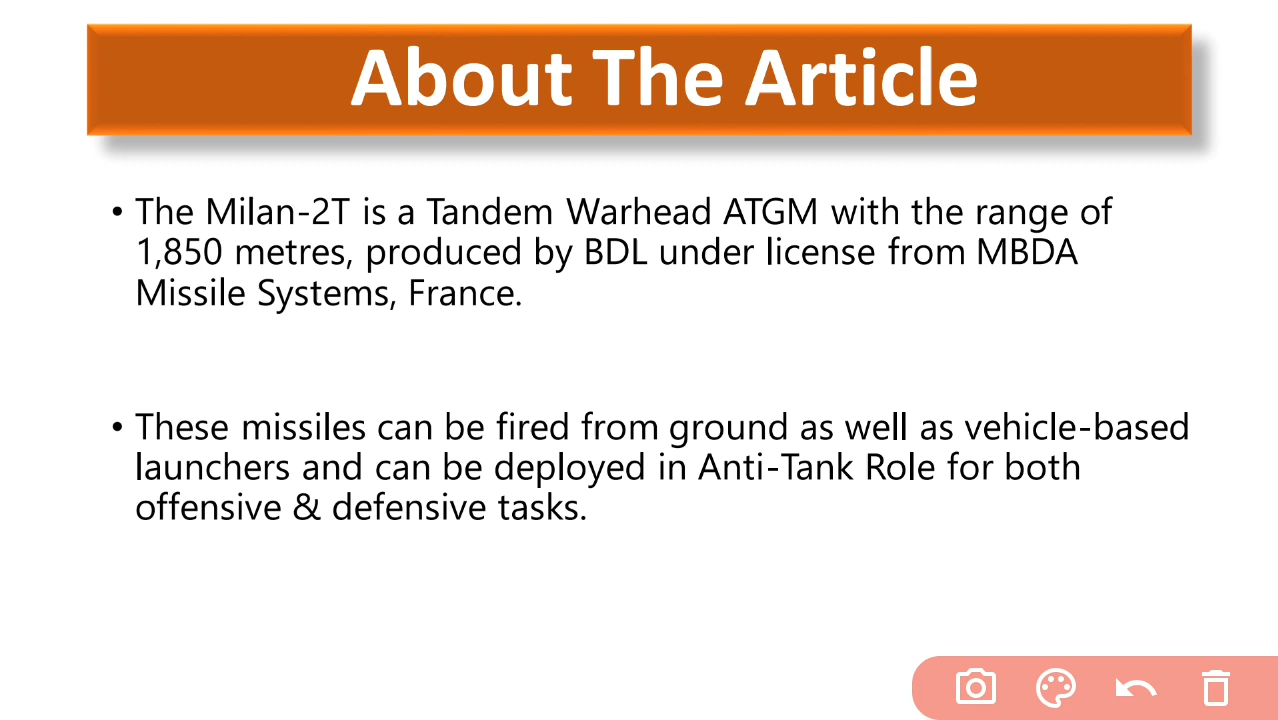 About The Article
• The Milan-2T is a Tandem Warhead ATGM with the range of
1,850 metres, produced by BDL under license from MBDA
Missile Systems, France.
• These missiles can be fired from ground as well as vehicle-based
launchers and can be deployed in Anti-Tank Role for both
offensive & defensive tasks.